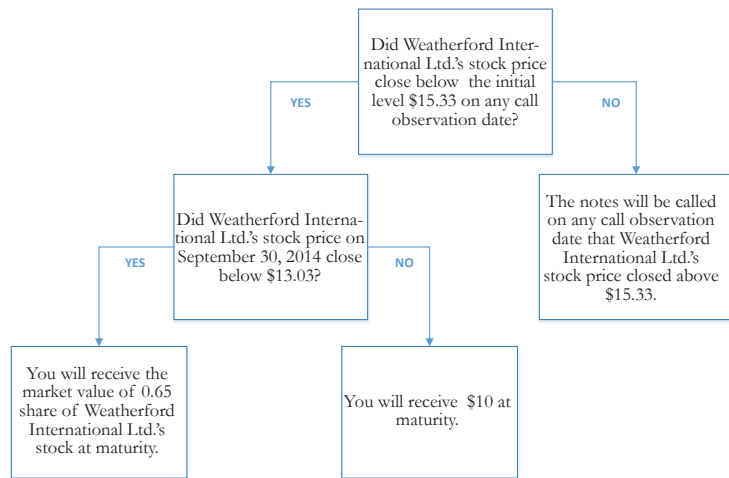 Did Weatherford Inter-
national Ltd.'s stock price
close below the initial
level $15.33 on any call
observation date?
YES
NO
Did Weatherford Interna-
tional Ltd.'s stock price on
September 30, 2014 close
below $13.03?
The notes will be called
on any call observation
date that Weatherford
International Ltd.'s
stock price closed above
$15.33.
YES
NO
You will receive the
market value of 0.65
share of Weatherford
International Ltd.'s
stock at maturity.
You will receive $10 at
maturity.